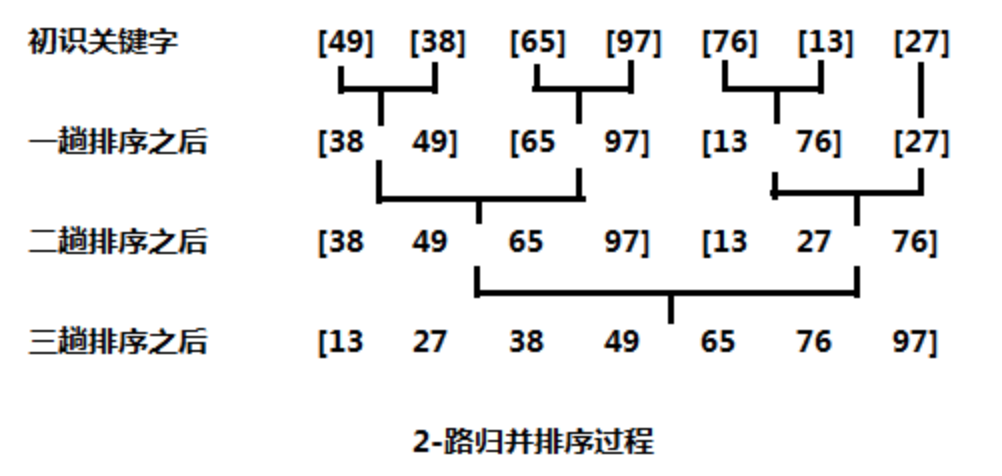 初识关键字 [49] [38] [65] [97] [76] [13] [27]
一趟排序之后 [38 49] [65 97] [13 76] [27]
二趟排序之后 [38 49 65 97] [13 27 76]
三趟排序之后 [13 27 38 49 65 76 97]
2-路归并排序过程